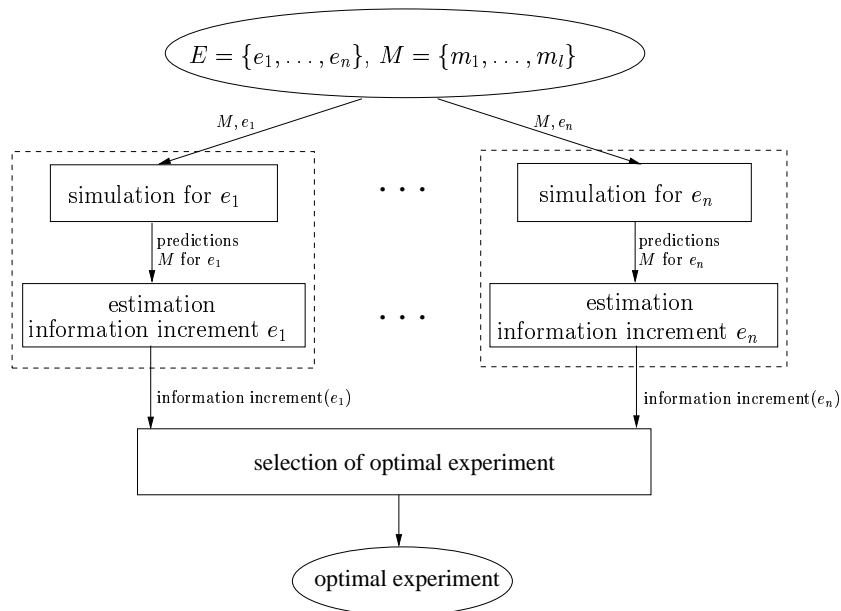 E = {e₁, . . . , eₙ}, M = {m₁, . . . , mₗ}
M, e₁
M, eₙ
simulation for e₁
. . .
simulation for eₙ
predictions
M for e₁
predictions
M for eₙ
estimation
information increment e₁
. . .
estimation
information increment eₙ
information increment(e₁)
information increment(eₙ)
selection of optimal experiment
optimal experiment